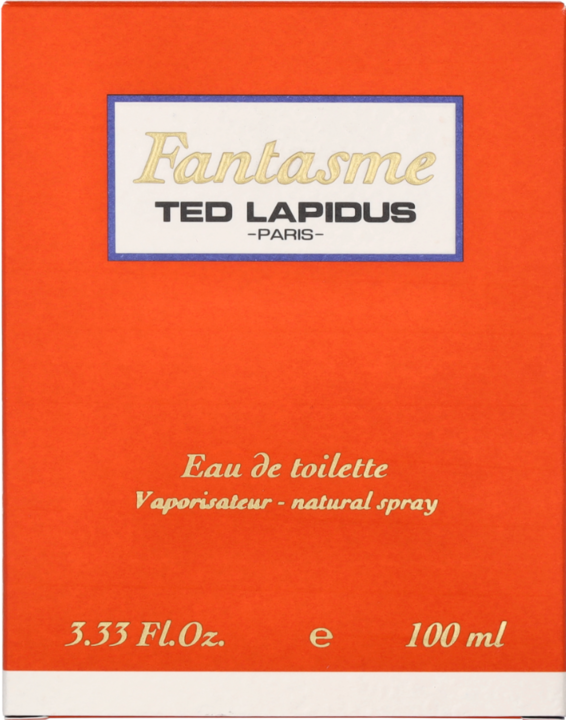 Fantasme
TED LAPIDUS
-PARIS-
Eau de toilette
Vaporisateur - natural spray
3.33 Fl.Oz. e 100 ml